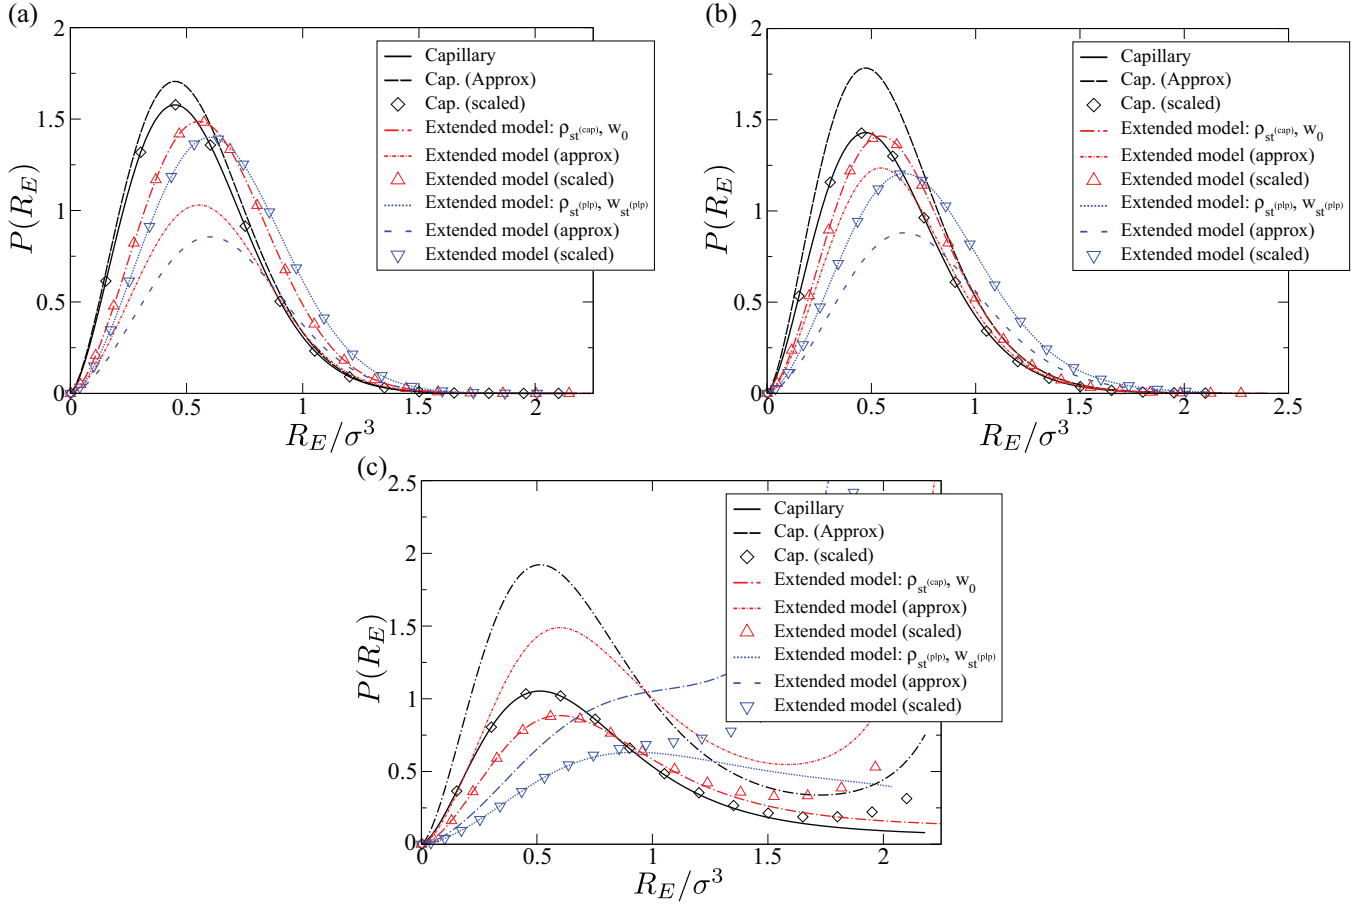 (a)
2
1.5
1
0.5
0
P(R_E)
0
0.5
1
1.5
2
R_E/σ³
Capillary
Cap. (Approx)
Cap. (scaled)
Extended model: ρ_st^(cap), w_0
Extended model (approx)
Extended model (scaled)
Extended model: ρ_st^(plp), w_st^(plp)
Extended model (approx)
Extended model (scaled)
(b)
2
1.5
1
0.5
0
P(R_E)
0
0.5
1
1.5
2
2.5
R_E/σ³
Capillary
Cap. (Approx)
Cap. (scaled)
Extended model: ρ_st^(cap), w_0
Extended model (approx)
Extended model (scaled)
Extended model: ρ_st^(plp), w_st^(plp)
Extended model (approx)
Extended model (scaled)
(c)
2.5
2
1.5
1
0.5
0
P(R_E)
0
0.5
1
1.5
2
R_E/σ³
Capillary
Cap. (Approx)
Cap. (scaled)
Extended model: ρ_st^(cap), w_0
Extended model (approx)
Extended model (scaled)
Extended model: ρ_st^(plp), w_st^(plp)
Extended model (approx)
Extended model (scaled)